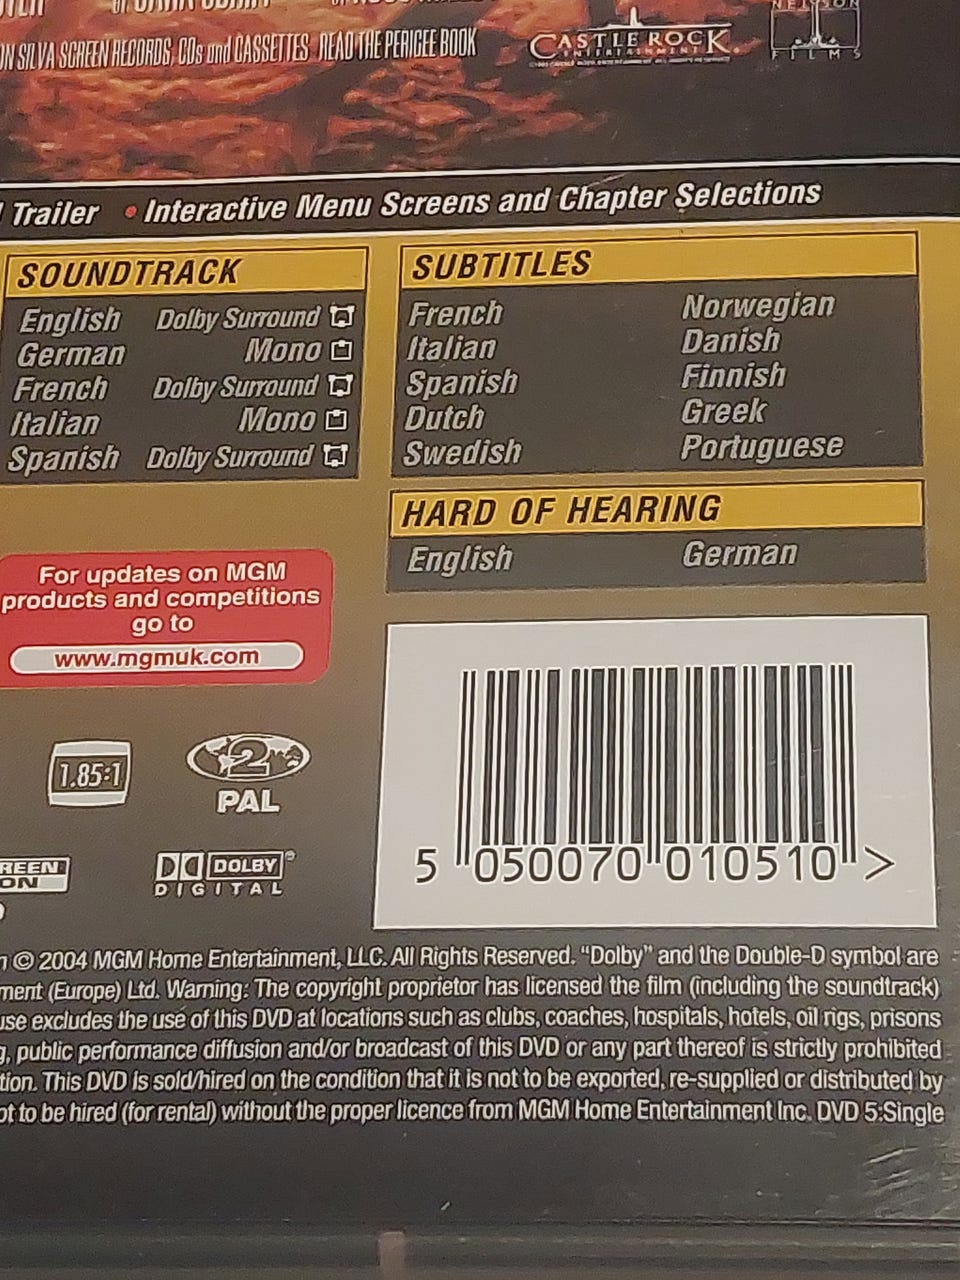 ON SILVA SCREEN RECORDS, CDs and CASSETTES READ THE PERIGEE BOOK
CASTLE ROCK
ENTERTAINMENT
NELSON
FILMS
Trailer • Interactive Menu Screens and Chapter Selections
SOUNDTRACK
English Dolby Surround
German Mono
French Dolby Surround
Italian Mono
Spanish Dolby Surround
SUBTITLES
French Norwegian
Italian Danish
Spanish Finnish
Dutch Greek
Swedish Portuguese
HARD OF HEARING
English German
For updates on MGM
products and competitions
go to
www.mgmuk.com
1.85:1
2
PAL
REEN
ON
DOLBY
DIGITAL
5 050070 010510 >
© 2004 MGM Home Entertainment, LLC. All Rights Reserved. “Dolby” and the Double-D symbol are
ment (Europe) Ltd. Warning: The copyright proprietor has licensed the film (including the soundtrack)
use excludes the use of this DVD at locations such as clubs, coaches, hospitals, hotels, oil rigs, prisons
g, public performance diffusion and/or broadcast of this DVD or any part thereof is strictly prohibited
tion. This DVD is sold/hired on the condition that it is not to be exported, re-supplied or distributed by
ot to be hired (for rental) without the proper licence from MGM Home Entertainment Inc. DVD 5:Single